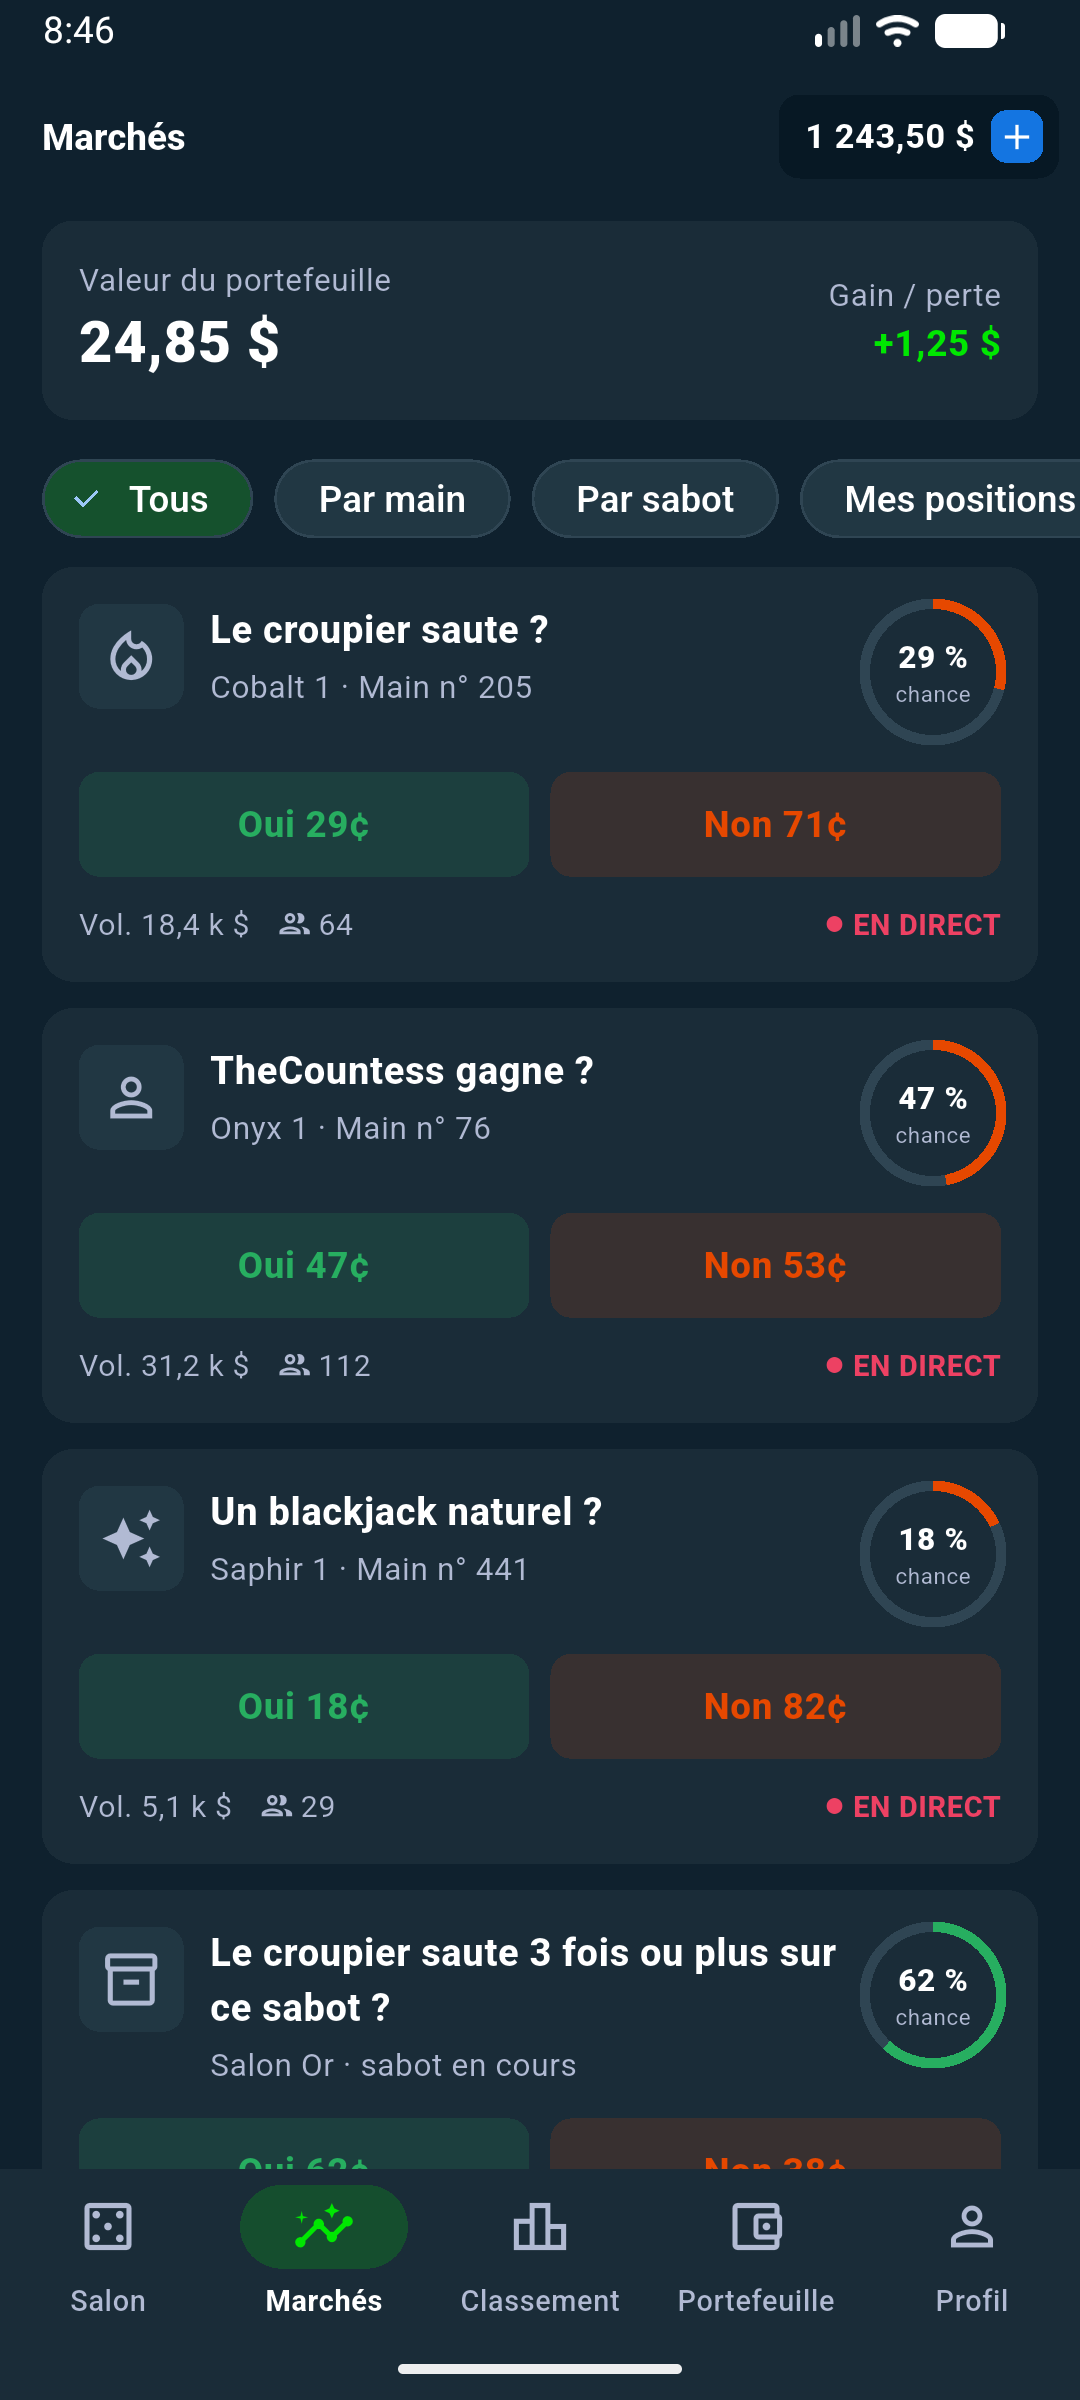 8:46
Marchés
1 243,50 $
Valeur du portefeuille
24,85 $
Gain / perte
+1,25 $
Tous
Par main
Par sabot
Mes positions
Le croupier saute ?
Cobalt 1 · Main n° 205
29 %
chance
Oui 29¢
Non 71¢
Vol. 18,4 k $
64
EN DIRECT
TheCountess gagne ?
Onyx 1 · Main n° 76
47 %
chance
Oui 47¢
Non 53¢
Vol. 31,2 k $
112
EN DIRECT
Un blackjack naturel ?
Saphir 1 · Main n° 441
18 %
chance
Oui 18¢
Non 82¢
Vol. 5,1 k $
29
EN DIRECT
Le croupier saute 3 fois ou plus sur
ce sabot ?
Salon Or · sabot en cours
62 %
chance
Oui 62¢
Non 38¢
Salon
Marchés
Classement
Portefeuille
Profil